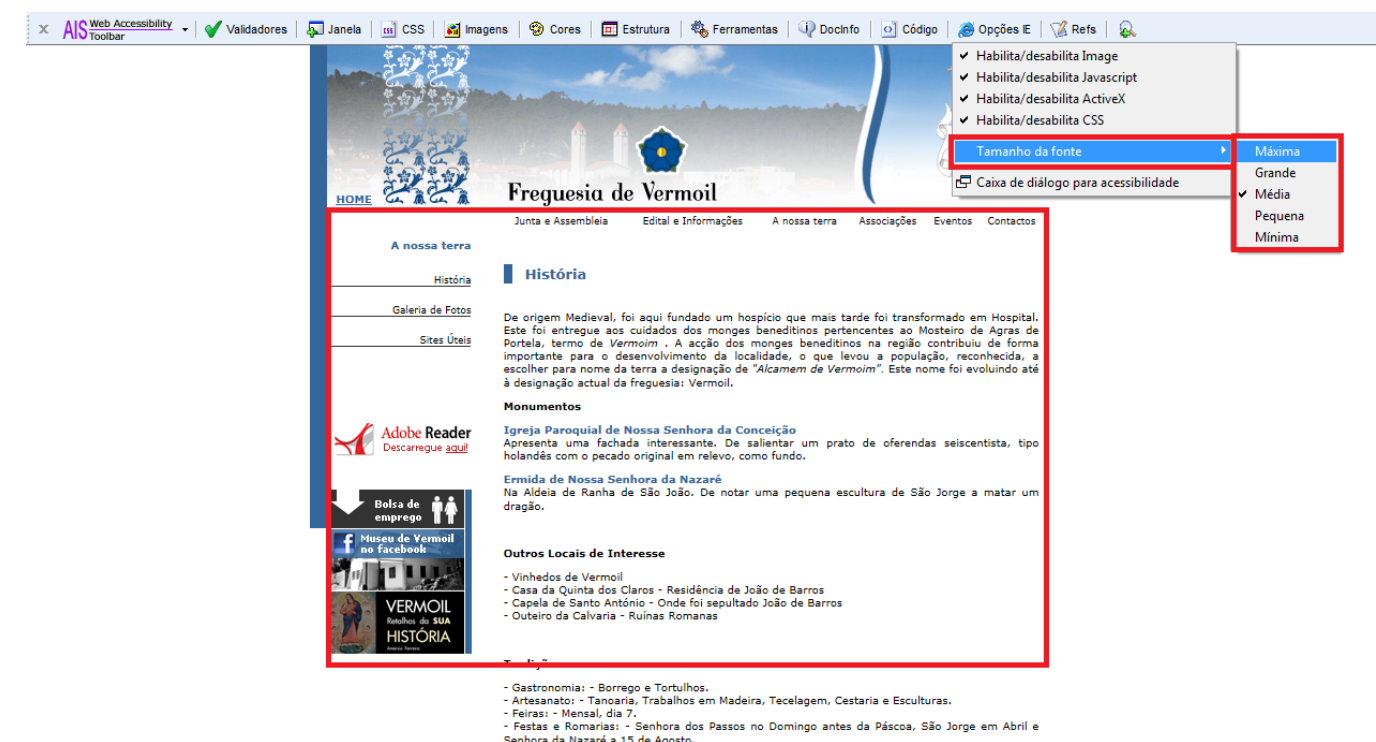 AIS Web Accessibility Toolbar
Validadores
Janela
CSS
Imagens
Cores
Estrutura
Ferramentas
DocInfo
Código
Opções IE
Refs
Habilita/desabilita Image
Habilita/desabilita Javascript
Habilita/desabilita ActiveX
Habilita/desabilita CSS
Tamanho da fonte
Caixa de diálogo para acessibilidade
Máxima
Grande
Média
Pequena
Mínima
HOME
Freguesia de Vermoil
Junta e Assembleia
Edital e Informações
A nossa terra
Associações
Eventos
Contactos
A nossa terra
História
Galeria de Fotos
Sites Úteis
Adobe Reader
Descarregue aqui!
Bolsa de
emprego
Museu de Vermoil
no facebook
VERMOIL
Retalhos da SUA
HISTÓRIA
História
De origem Medieval, foi aqui fundado um hospício que mais tarde foi transformado em Hospital.
Este foi entregue aos cuidados dos monges beneditinos pertencentes ao Mosteiro de Agras de
Portela, termo de Vermoim . A acção dos monges beneditinos na região contribuiu de forma
importante para o desenvolvimento da localidade, o que levou a população, reconhecida, a
escolher para nome da terra a designação de "Alcamem de Vermoim". Este nome foi evoluindo até
à designação actual da freguesia: Vermoil.
Monumentos
Igreja Paroquial de Nossa Senhora da Conceição
Apresenta uma fachada interessante. De salientar um prato de oferendas seiscentista, tipo
holandês com o pecado original em relevo, como fundo.
Ermida de Nossa Senhora da Nazaré
Na Aldeia de Ranha de São João. De notar uma pequena escultura de São Jorge a matar um
dragão.
Outros Locais de Interesse
- Vinhedos de Vermoil
- Casa da Quinta dos Claros - Residência de João de Barros
- Capela de Santo António - Onde foi sepultado João de Barros
- Outeiro da Calvaria - Ruínas Romanas
- Gastronomia: - Borrego e Tortulhos.
- Artesanato: - Tanoaria, Trabalhos em Madeira, Tecelagem, Cestaria e Esculturas.
- Feiras: - Mensal, dia 7.
- Festas e Romarias: - Senhora dos Passos no Domingo antes da Páscoa, São Jorge em Abril e
Senhora da Nazaré a 15 de Agosto.